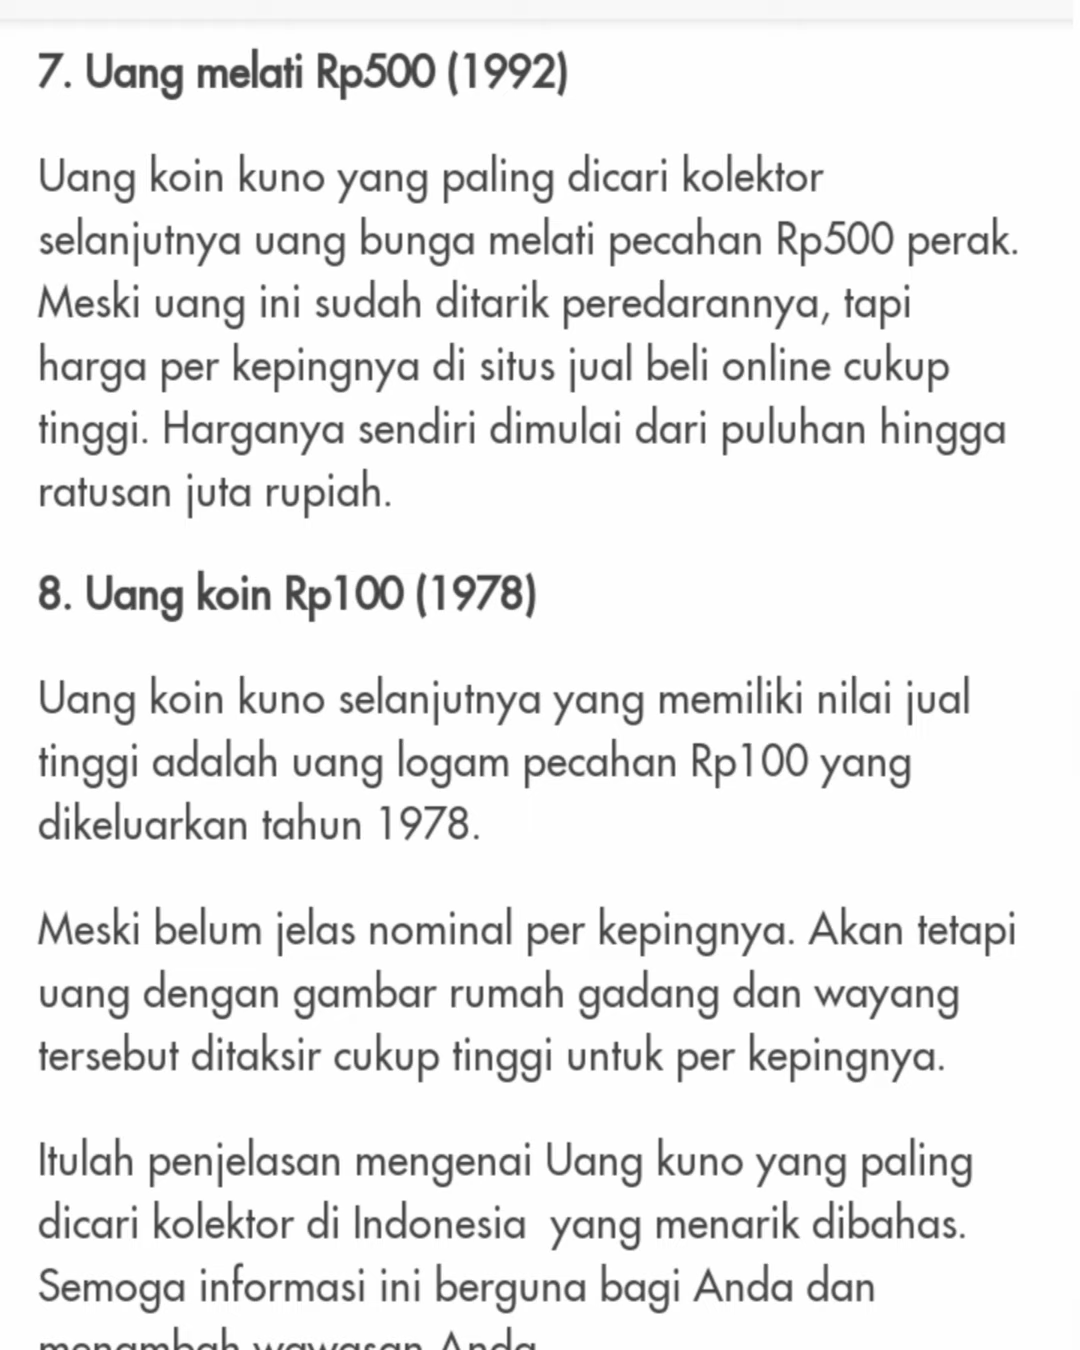 7. Uang melati Rp500 (1992)
Uang koin kuno yang paling dicari kolektor
selanjutnya uang bunga melati pecahan Rp500 perak.
Meski uang ini sudah ditarik peredarannya, tapi
harga per kepingnya di situs jual beli online cukup
tinggi. Harganya sendiri dimulai dari puluhan hingga
ratusan juta rupiah.
8. Uang koin Rp100 (1978)
Uang koin kuno selanjutnya yang memiliki nilai jual
tinggi adalah uang logam pecahan Rp100 yang
dikeluarkan tahun 1978.
Meski belum jelas nominal per kepingnya. Akan tetapi
uang dengan gambar rumah gadang dan wayang
tersebut ditaksir cukup tinggi untuk per kepingnya.
Itulah penjelasan mengenai Uang kuno yang paling
dicari kolektor di Indonesia  yang menarik dibahas.
Semoga informasi ini berguna bagi Anda dan
menambah wawasan Anda